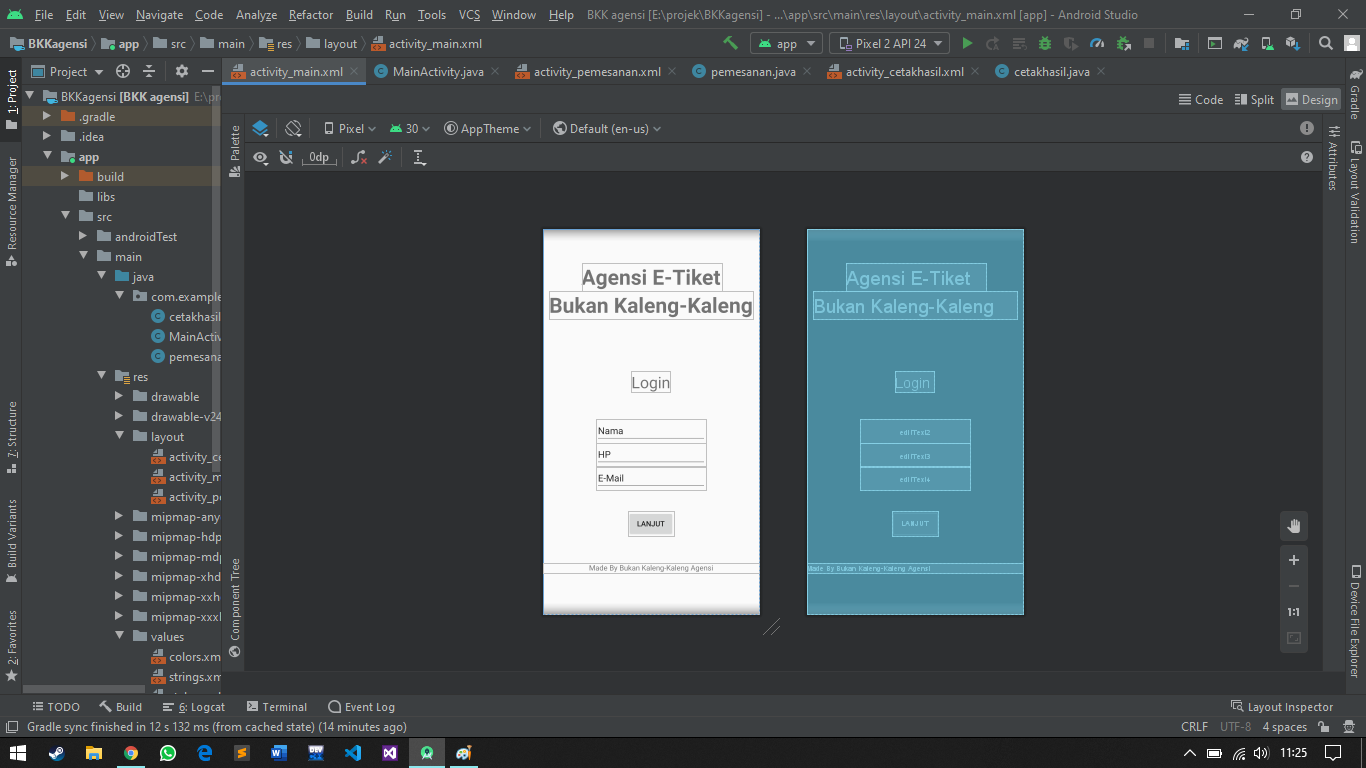 File Edit View Navigate Code Analyze Refactor Build Run Tools VCS Window Help BKK agensi [E:\projek\BKKagensi] - ...\app\src\main\res\layout\activity_main.xml [app] - Android Studio
BKKagensi app src main res layout activity_main.xml app Pixel 2 API 24
Project activity_main.xml MainActivity.java activity_pemesanan.xml pemesanan.java activity_cetakhasil.xml cetakhasil.java
Code Split Design
Pixel 30 AppTheme Default (en-us)
0dp
1: Project
Resource Manager
7: Structure
Build Variants
2: Favorites
BKKagensi [BKK agensi] E:\pr
.gradle
.idea
app
build
libs
src
androidTest
main
java
com.example
cetakhasil
MainActiv
pemesana
res
drawable
drawable-v24
layout
activity_ce
activity_m
activity_pe
mipmap-any
mipmap-hdp
mipmap-mdp
mipmap-xhd
mipmap-xxh
mipmap-xxxl
values
colors.xm
strings.xm
Palette
Component Tree
Agensi E-Tiket
Bukan Kaleng-Kaleng
Login
Nama
HP
E-Mail
LANJUT
Made By Bukan Kaleng-Kaleng Agensi
Agensi E-Tiket
Bukan Kaleng-Kaleng
Login
editText2
editText3
editText4
LANJUT
Made By Bukan Kaleng-Kaleng Agensi
1:1
Attributes
Gradle
Layout Validation
Device File Explorer
TODO Build 6: Logcat Terminal Event Log Layout Inspector
Gradle sync finished in 12 s 132 ms (from cached state) (14 minutes ago) CRLF UTF-8 4 spaces
11:25